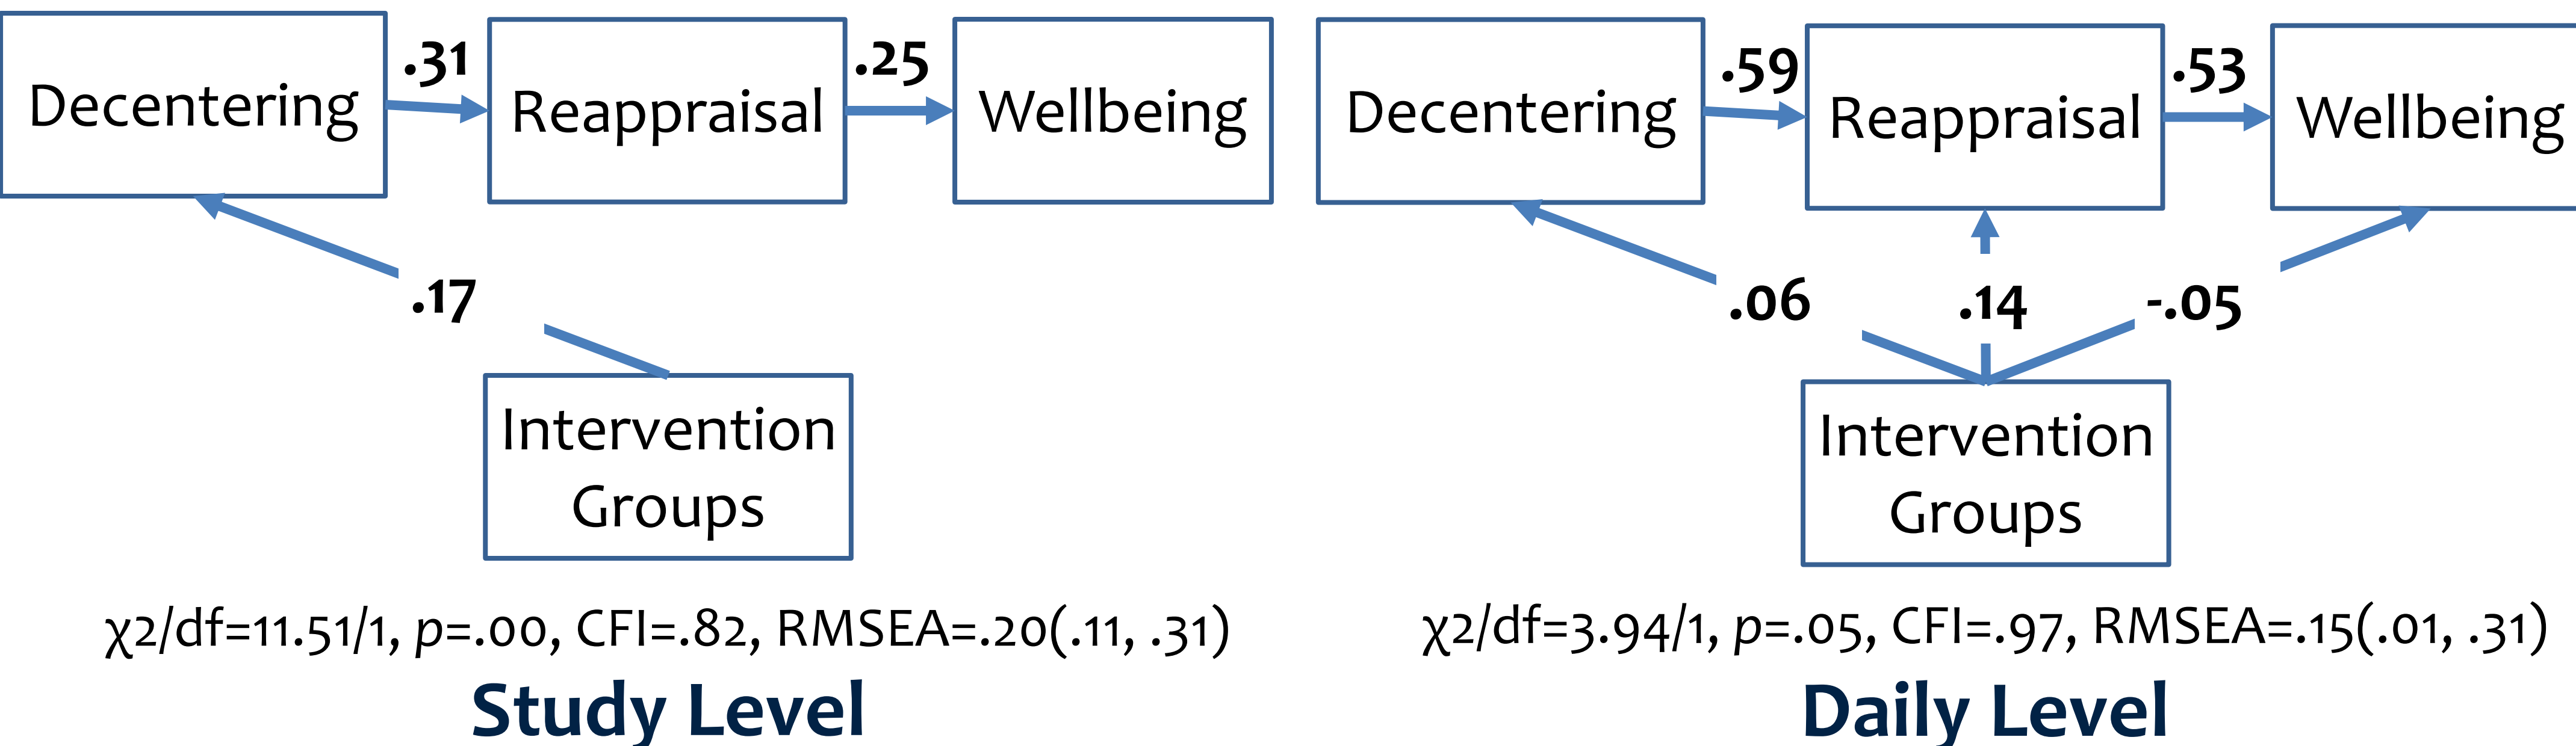 Decentering
.31
Reappraisal
.25
Wellbeing
.17
Intervention
Groups
χ2/df=11.51/1, p=.00, CFI=.82, RMSEA=.20(.11, .31)
Study Level
Decentering
.59
Reappraisal
.53
Wellbeing
.06
.14
-.05
Intervention
Groups
χ2/df=3.94/1, p=.05, CFI=.97, RMSEA=.15(.01, .31)
Daily Level